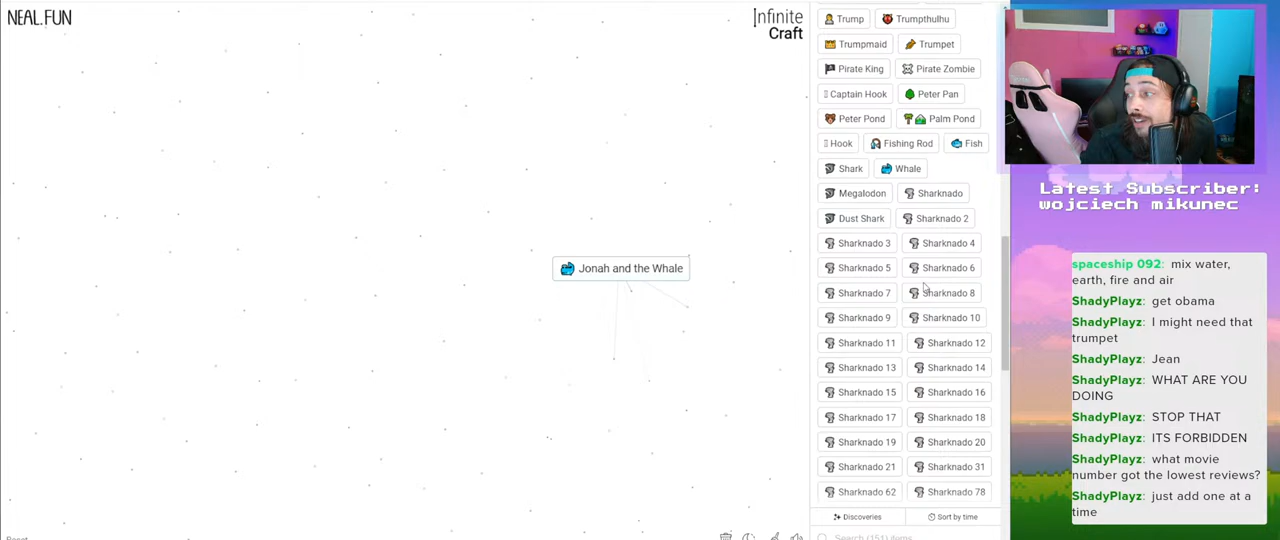 NEAL.FUN
Infinite
Craft
Jonah and the Whale
Trump Trumpthulhu
Trumpmaid Trumpet
Pirate King Pirate Zombie
Captain Hook Peter Pan
Peter Pond Palm Pond
Hook Fishing Rod Fish
Shark Whale
Megalodon Sharknado
Dust Shark Sharknado 2
Sharknado 3 Sharknado 4
Sharknado 5 Sharknado 6
Sharknado 7 Sharknado 8
Sharknado 9 Sharknado 10
Sharknado 11 Sharknado 12
Sharknado 13 Sharknado 14
Sharknado 15 Sharknado 16
Sharknado 17 Sharknado 18
Sharknado 19 Sharknado 20
Sharknado 21 Sharknado 31
Sharknado 62 Sharknado 78
Discoveries Sort by time
Search (151) items
Latest Subscriber:
wojciech mikunec
spaceship 092: mix water,
earth, fire and air
ShadyPlayz: get obama
ShadyPlayz: I might need that
trumpet
ShadyPlayz: Jean
ShadyPlayz: WHAT ARE YOU
DOING
ShadyPlayz: STOP THAT
ShadyPlayz: ITS FORBIDDEN
ShadyPlayz: what movie
number got the lowest reviews?
ShadyPlayz: just add one at a
time